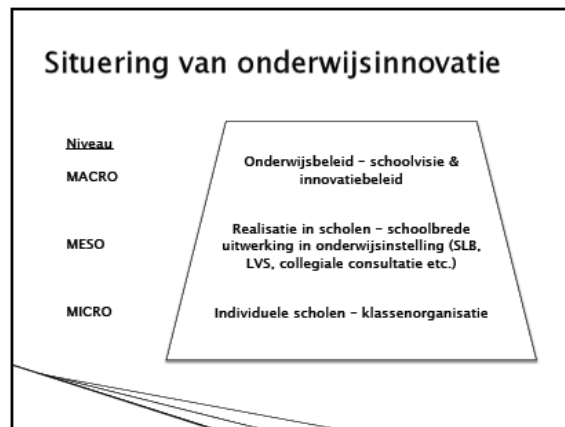 Situering van onderwijsinnovatie
Niveau
MACRO
Onderwijsbeleid – schoolvisie &
innovatiebeleid
MESO
Realisatie in scholen – schoolbrede
uitwerking in onderwijsinstelling (SLB,
LVS, collegiale consultatie etc.)
MICRO
Individuele scholen – klassenorganisatie